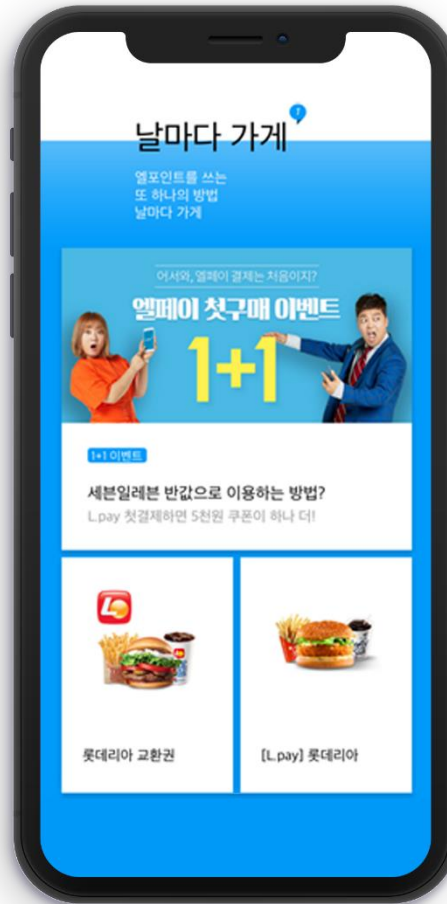 날마다 가게
엘포인트를 쓰는
또 하나의 방법
날마다 가게
어서와, 엘페이 결제는 처음이지?
엘페이 첫구매 이벤트
1+1
1+1 이벤트
세븐일레븐 반값으로 이용하는 방법?
L.pay 첫결제하면 5천원 쿠폰이 하나 더!
롯데리아 교환권
[L.pay] 롯데리아